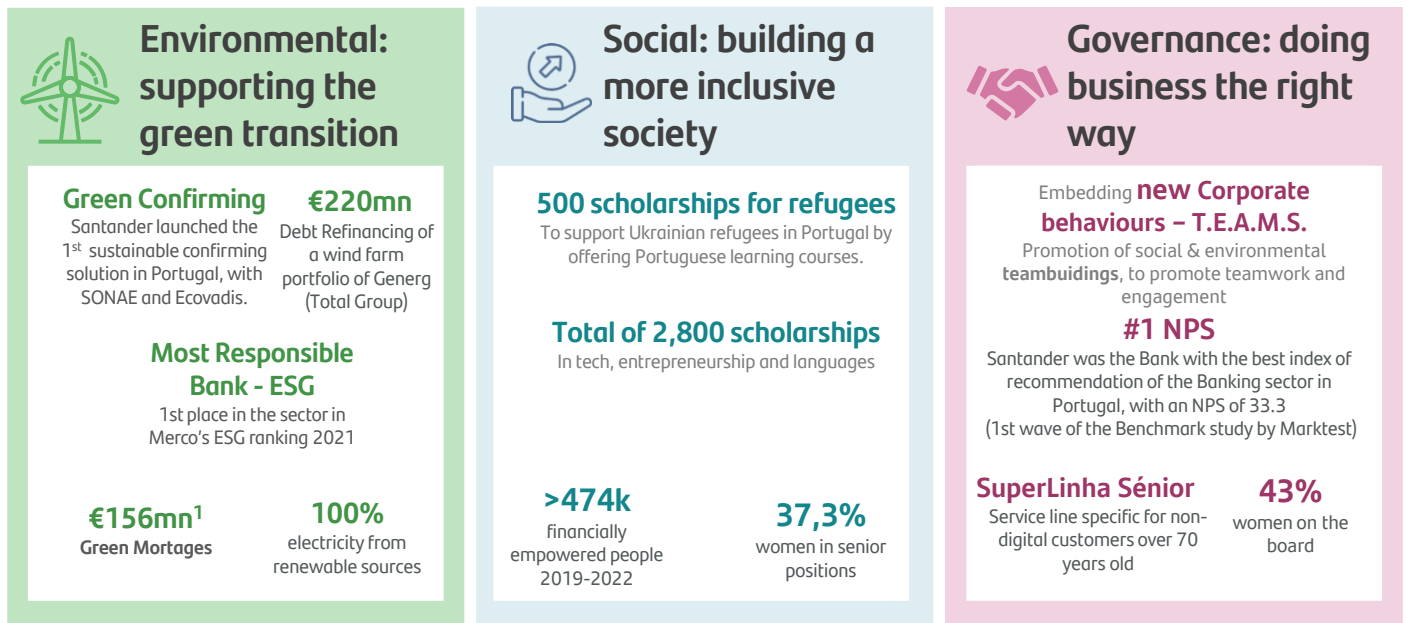 Environmental:
supporting the
green transition
Green Confirming
Santander launched the
1st sustainable confirming
solution in Portugal, with
SONAE and Ecovadis.
€220mn
Debt Refinancing of
a wind farm
portfolio of Generg
(Total Group)
Most Responsible
Bank - ESG
1st place in the sector in
Merco's ESG ranking 2021
€156mn1
Green Mortages
100%
electricity from
renewable sources
Social: building a
more inclusive
society
500 scholarships for refugees
To support Ukrainian refugees in Portugal by
offering Portuguese learning courses.
Total of 2,800 scholarships
In tech, entrepreneurship and languages
>474k
financially
empowered people
2019-2022
37,3%
women in senior
positions
Governance: doing
business the right
way
Embedding new Corporate
behaviours – T.E.A.M.S.
Promotion of social & environmental
teambuidings, to promote teamwork and
engagement
#1 NPS
Santander was the Bank with the best index of
recommendation of the Banking sector in
Portugal, with an NPS of 33.3
(1st wave of the Benchmark study by Marktest)
SuperLinha Sénior
Service line specific for non-
digital customers over 70
years old
43%
women on the
board